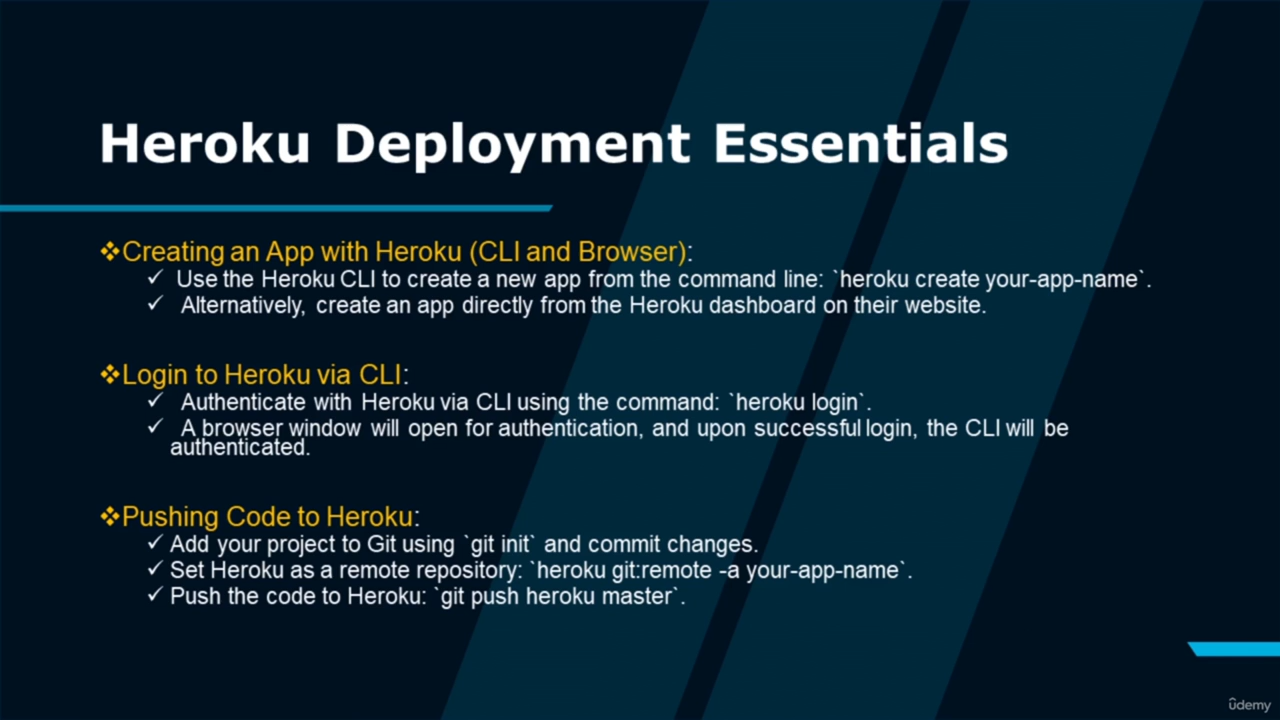 Heroku Deployment Essentials
❖Creating an App with Heroku (CLI and Browser):
✓ Use the Heroku CLI to create a new app from the command line: `heroku create your-app-name`.
✓ Alternatively, create an app directly from the Heroku dashboard on their website.
❖Login to Heroku via CLI:
✓ Authenticate with Heroku via CLI using the command: `heroku login`.
✓ A browser window will open for authentication, and upon successful login, the CLI will be
authenticated.
❖Pushing Code to Heroku:
✓ Add your project to Git using `git init` and commit changes.
✓ Set Heroku as a remote repository: `heroku git:remote -a your-app-name`.
✓ Push the code to Heroku: `git push heroku master`.
ûdemy